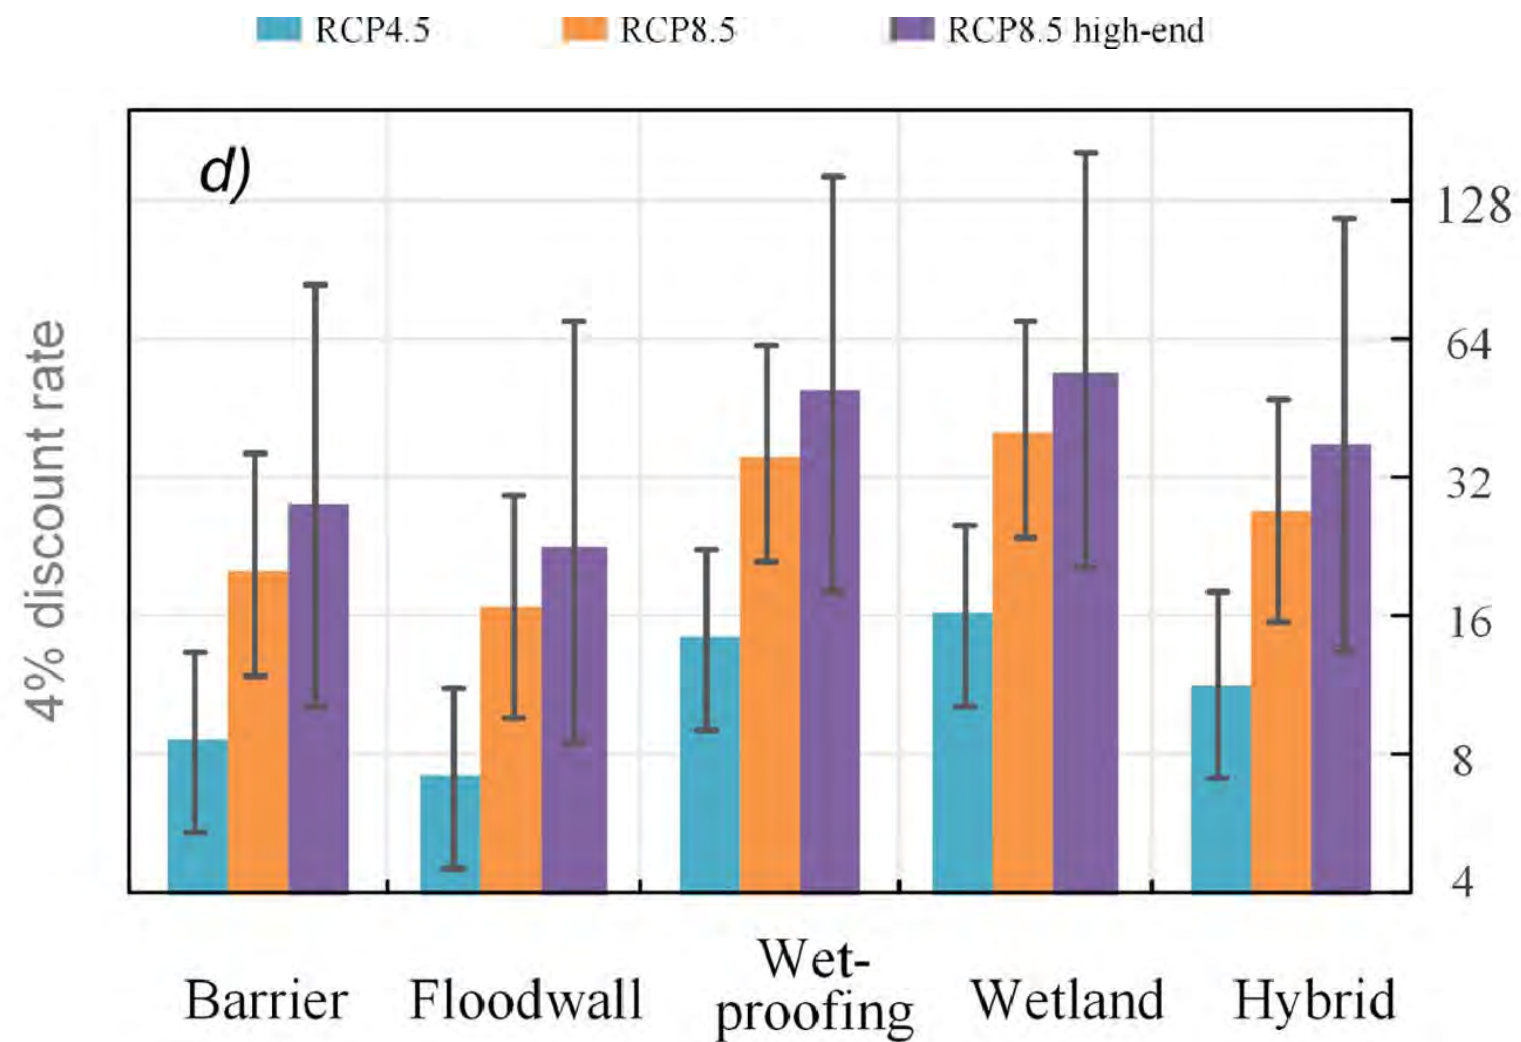 RCP4.5 RCP8.5 RCP8.5 high-end
d)
4% discount rate
128
64
32
16
8
4
Barrier Floodwall Wet-
proofing Wetland Hybrid